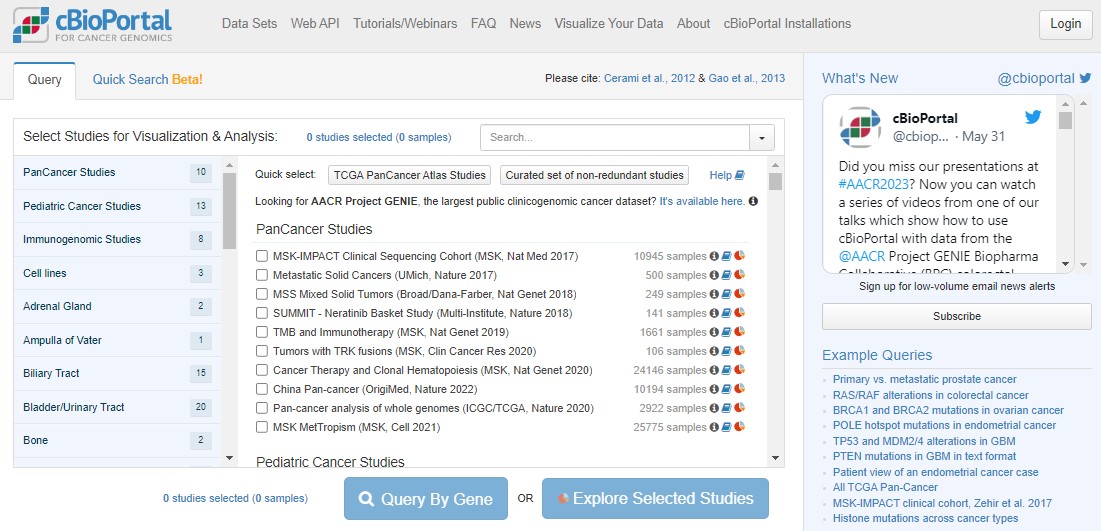 cBioPortal
FOR CANCER GENOMICS
Data Sets Web API Tutorials/Webinars FAQ News Visualize Your Data About cBioPortal Installations
Login
Query
Quick Search Beta!
Please cite: Cerami et al., 2012 & Gao et al., 2013
Select Studies for Visualization & Analysis:
0 studies selected (0 samples)
Search...
PanCancer Studies 10
Pediatric Cancer Studies 13
Immunogenomic Studies 8
Cell lines 3
Adrenal Gland 2
Ampulla of Vater 1
Biliary Tract 15
Bladder/Urinary Tract 20
Bone 2
Quick select: TCGA PanCancer Atlas Studies Curated set of non-redundant studies Help
Looking for AACR Project GENIE, the largest public clinicogenomic cancer dataset? It's available here.
PanCancer Studies
MSK-IMPACT Clinical Sequencing Cohort (MSK, Nat Med 2017) 10945 samples
Metastatic Solid Cancers (UMich, Nature 2017) 500 samples
MSS Mixed Solid Tumors (Broad/Dana-Farber, Nat Genet 2018) 249 samples
SUMMIT - Neratinib Basket Study (Multi-Institute, Nature 2018) 141 samples
TMB and Immunotherapy (MSK, Nat Genet 2019) 1661 samples
Tumors with TRK fusions (MSK, Clin Cancer Res 2020) 106 samples
Cancer Therapy and Clonal Hematopoiesis (MSK, Nat Genet 2020) 24146 samples
China Pan-cancer (OrigiMed, Nature 2022) 10194 samples
Pan-cancer analysis of whole genomes (ICGC/TCGA, Nature 2020) 2922 samples
MSK MetTropism (MSK, Cell 2021) 25775 samples
Pediatric Cancer Studies
0 studies selected (0 samples)
Query By Gene
OR
Explore Selected Studies
What's New
@cbioportal
cBioPortal
@cbiop... · May 31
Did you miss our presentations at
#AACR2023? Now you can watch
a series of videos from one of our
talks which show how to use
cBioPortal with data from the
@AACR Project GENIE Biopharma
Collaborative (BPC) colorectal
Sign up for low-volume email news alerts
Subscribe
Example Queries
Primary vs. metastatic prostate cancer
RAS/RAF alterations in colorectal cancer
BRCA1 and BRCA2 mutations in ovarian cancer
POLE hotspot mutations in endometrial cancer
TP53 and MDM2/4 alterations in GBM
PTEN mutations in GBM in text format
Patient view of an endometrial cancer case
All TCGA Pan-Cancer
MSK-IMPACT clinical cohort, Zehir et al. 2017
Histone mutations across cancer types